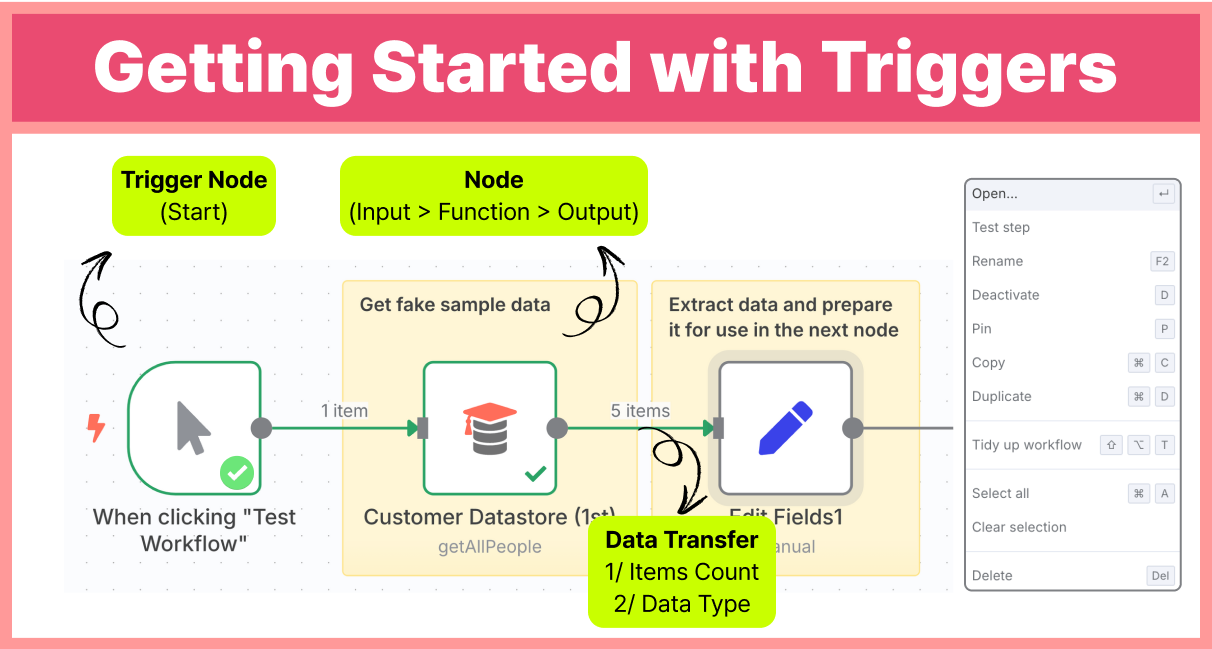 Getting Started with Triggers
Trigger Node
(Start)
Node
(Input > Function > Output)
Get fake sample data
Extract data and prepare
it for use in the next node
1 item
5 items
When clicking "Test
Workflow"
Customer Datastore (1st)
getAllPeople
Edit Fields1
anual
Data Transfer
1/ Items Count
2/ Data Type
Open... ↵
Test step
Rename F2
Deactivate D
Pin P
Copy ⌘ C
Duplicate ⌘ D
Tidy up workflow ⇧ ⌥ T
Select all ⌘ A
Clear selection
Delete Del